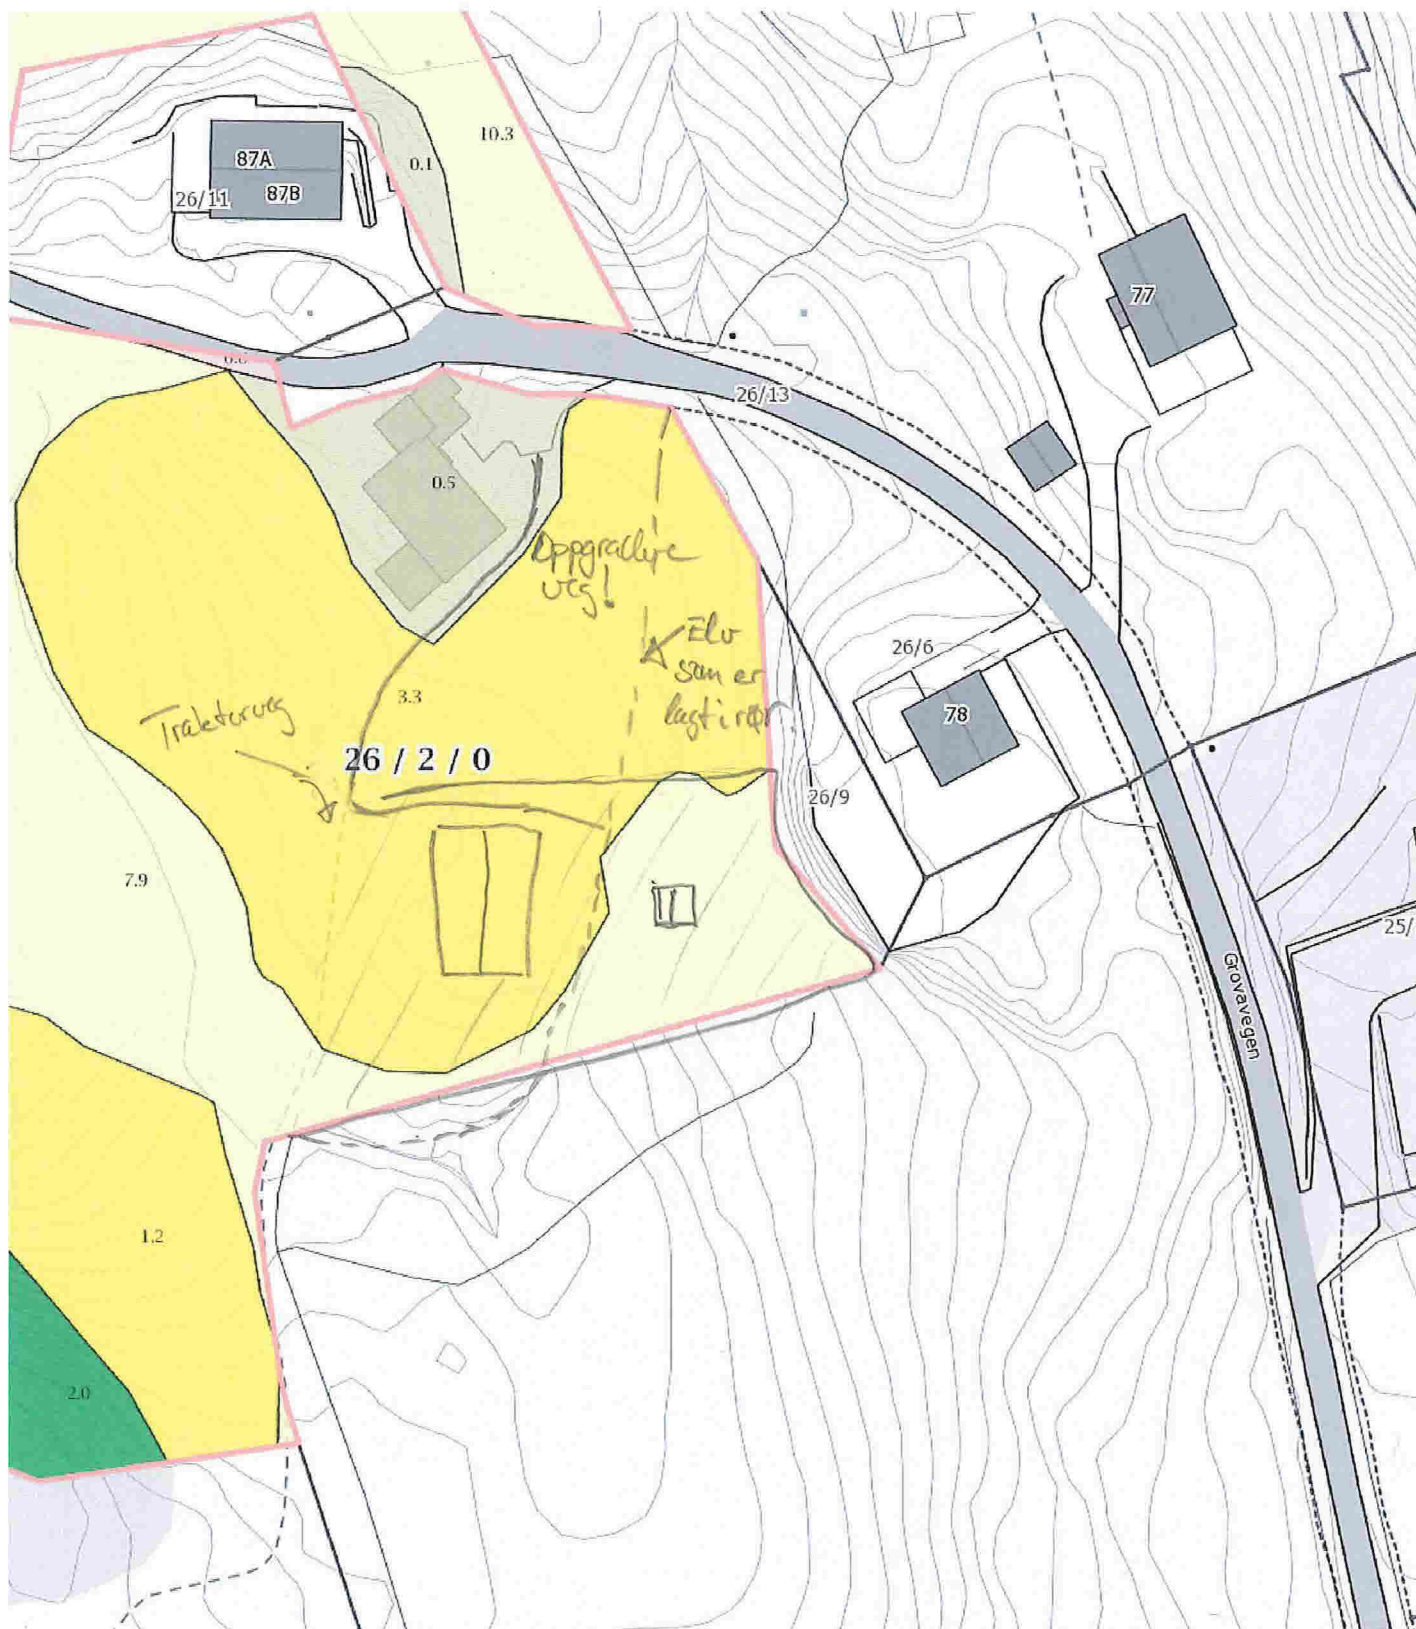 10.3
0.1
87A
87B
26/11
77
0.0
26/13
0.5
Oppgradere
veg!
Elv
som er
lagt i rør
26/6
3.3
78
Traktorveg
26 / 2 / 0
26/9
7.9
25/
Grovavegen
1.2
2.0